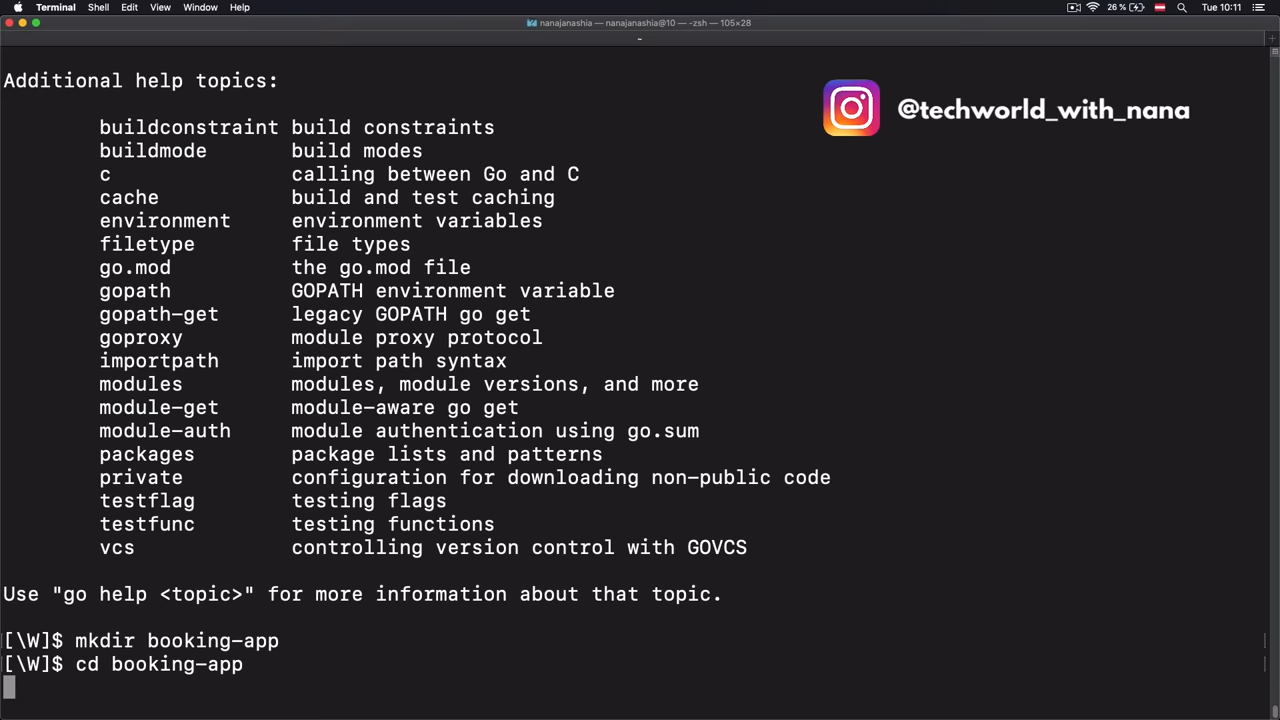 Terminal Shell Edit View Window Help 26 % Tue 10:11
nanajanashia — nanajanashia@10 — -zsh — 105×28
Additional help topics:
@techworld_with_nana
buildconstraint build constraints
buildmode build modes
c calling between Go and C
cache build and test caching
environment environment variables
filetype file types
go.mod the go.mod file
gopath GOPATH environment variable
gopath-get legacy GOPATH go get
goproxy module proxy protocol
importpath import path syntax
modules modules, module versions, and more
module-get module-aware go get
module-auth module authentication using go.sum
packages package lists and patterns
private configuration for downloading non-public code
testflag testing flags
testfunc testing functions
vcs controlling version control with GOVCS
Use "go help <topic>" for more information about that topic.
[\W]$ mkdir booking-app
[\W]$ cd booking-app